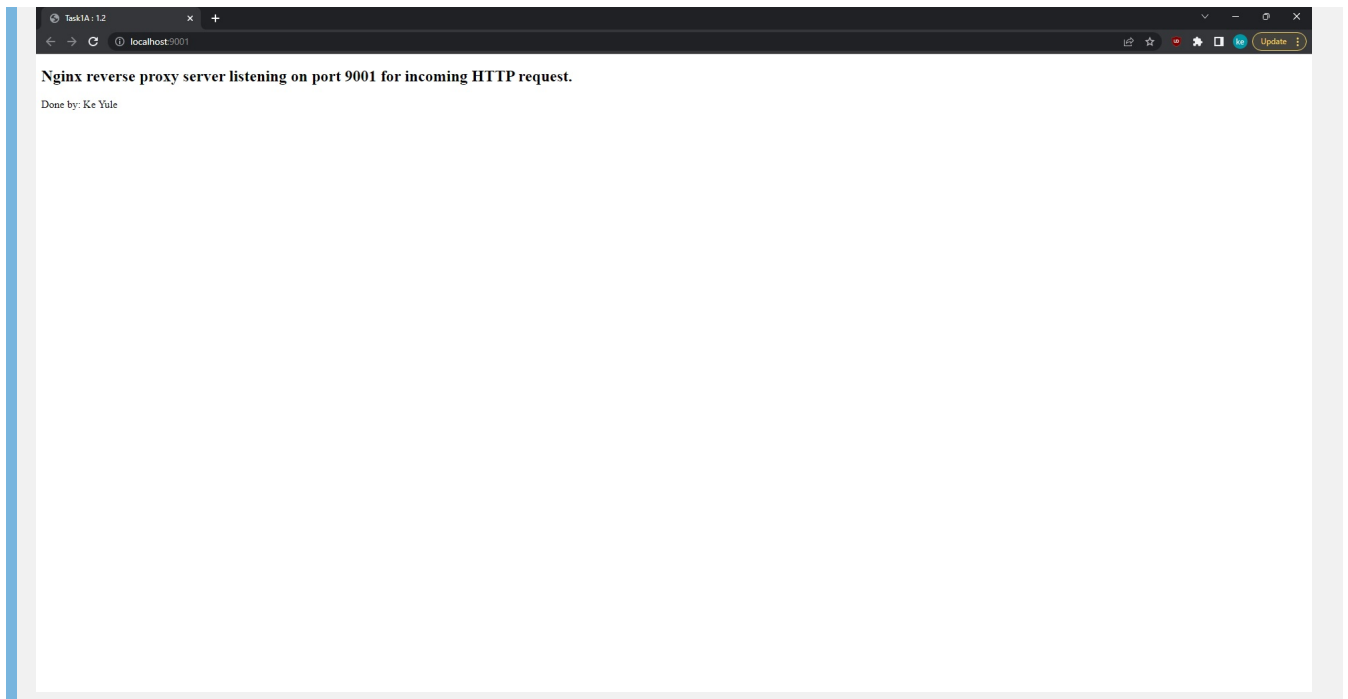 Task1A : 1.2
localhost:9001
ke
Update
Nginx reverse proxy server listening on port 9001 for incoming HTTP request.
Done by: Ke Yule